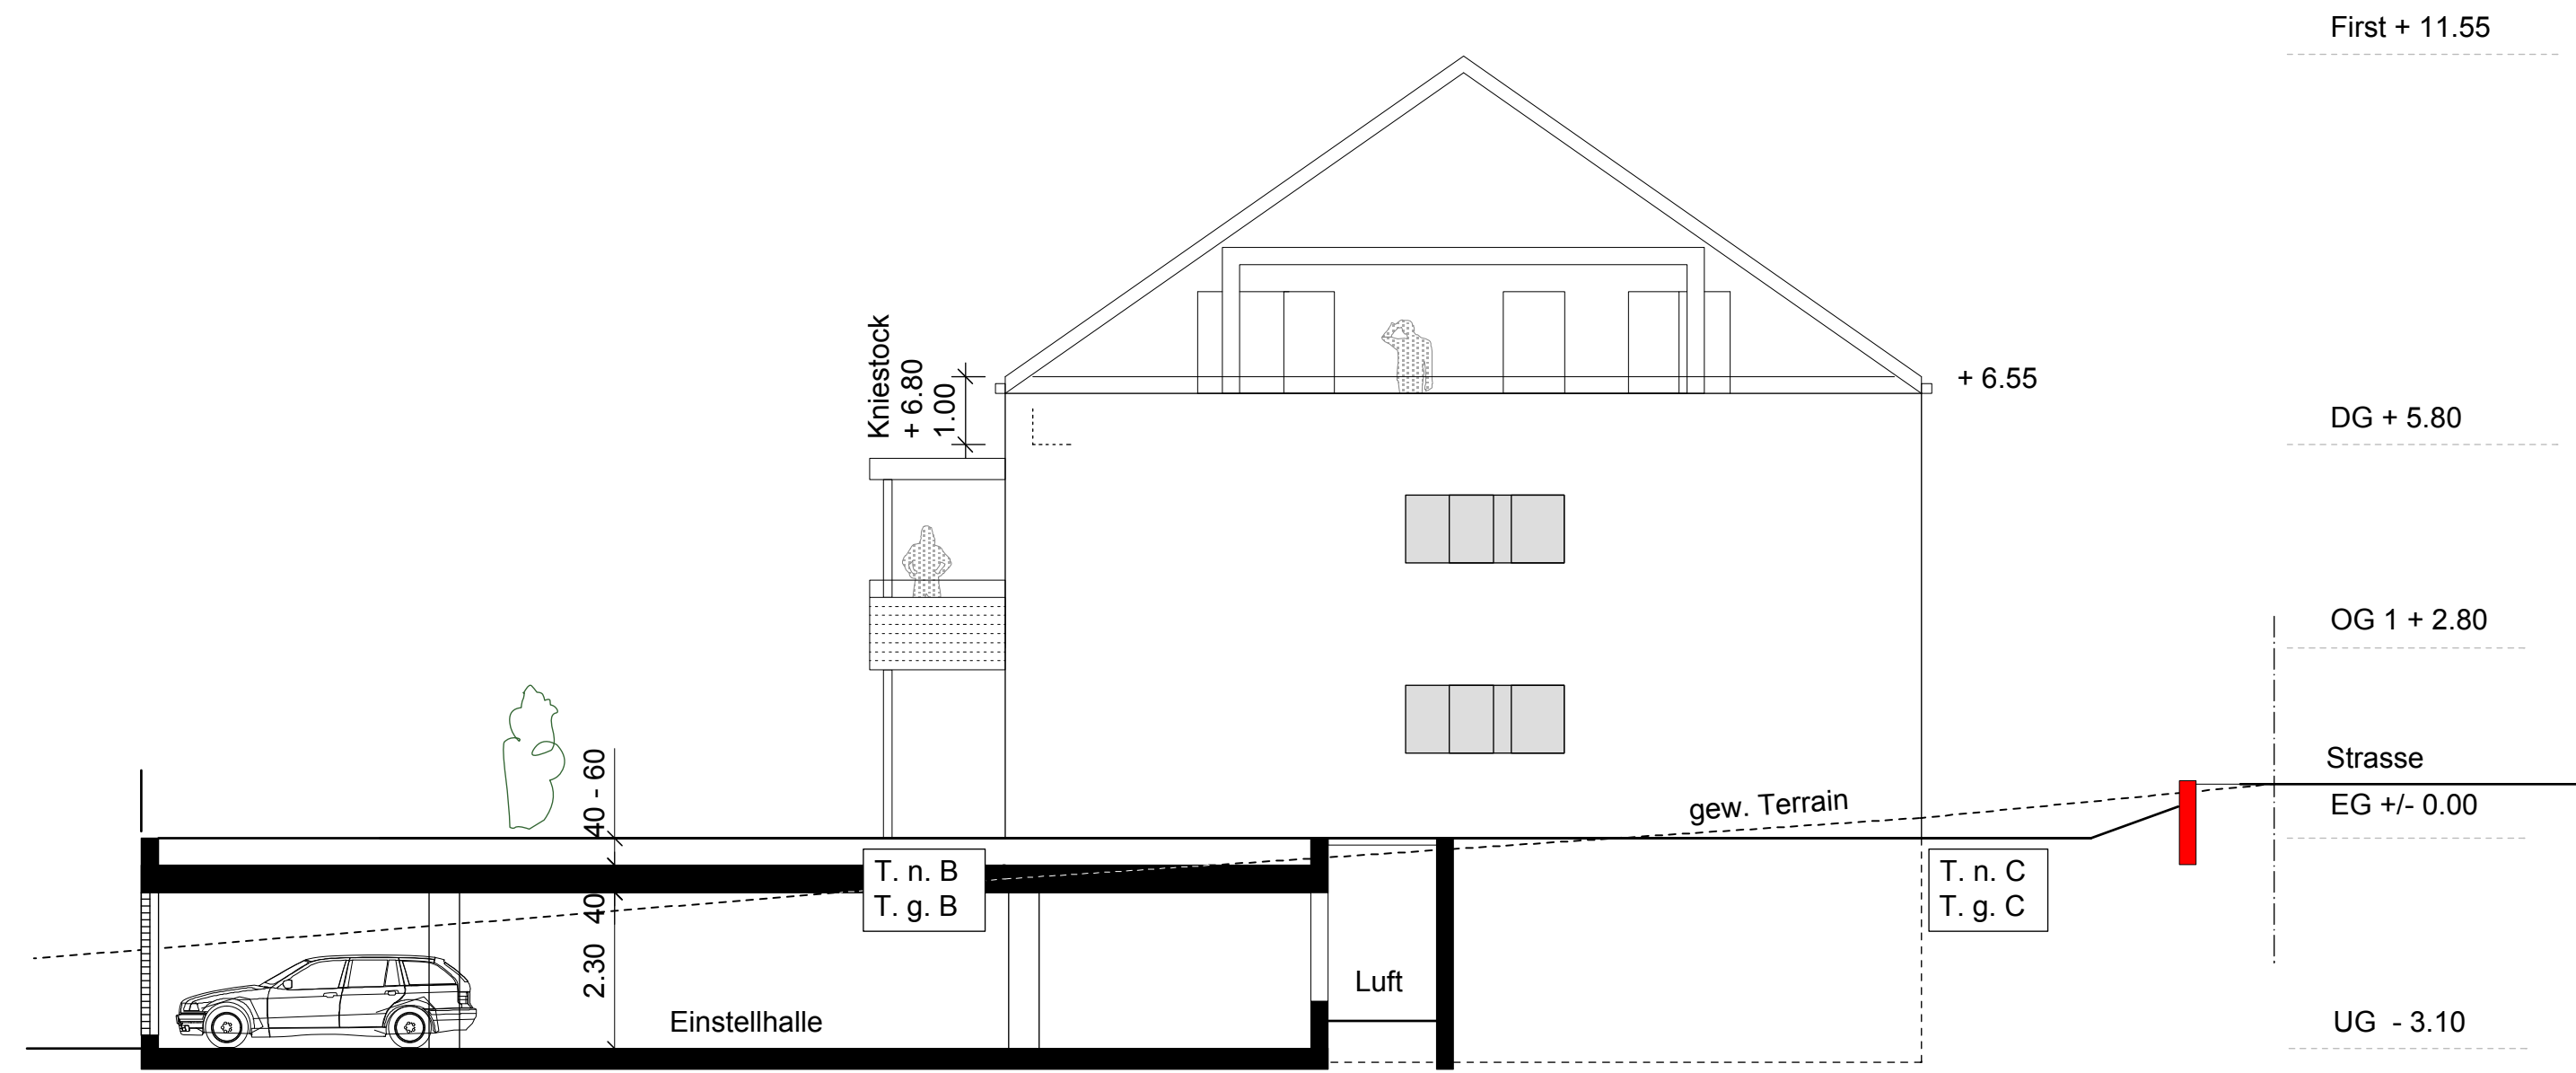 First + 11.55
Kniestock
+ 6.80
1.00
+ 6.55
DG + 5.80
OG 1 + 2.80
40 - 60
Strasse
gew. Terrain
EG +/- 0.00
T. n. B
T. g. B
T. n. C
T. g. C
40
2.30
Luft
Einstellhalle
UG - 3.10